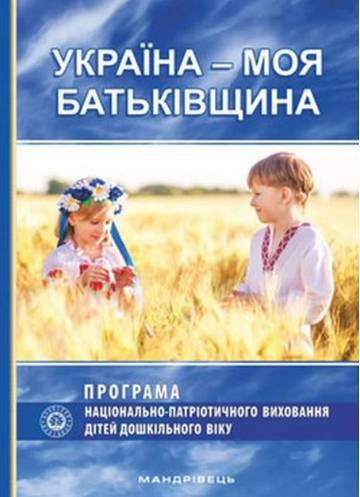 УКРАЇНА – МОЯ
БАТЬКІВЩИНА
ПРОГРАМА
НАЦІОНАЛЬНО-ПАТРІОТИЧНОГО ВИХОВАННЯ
ДІТЕЙ ДОШКІЛЬНОГО ВІКУ
МАНДРІВЕЦЬ